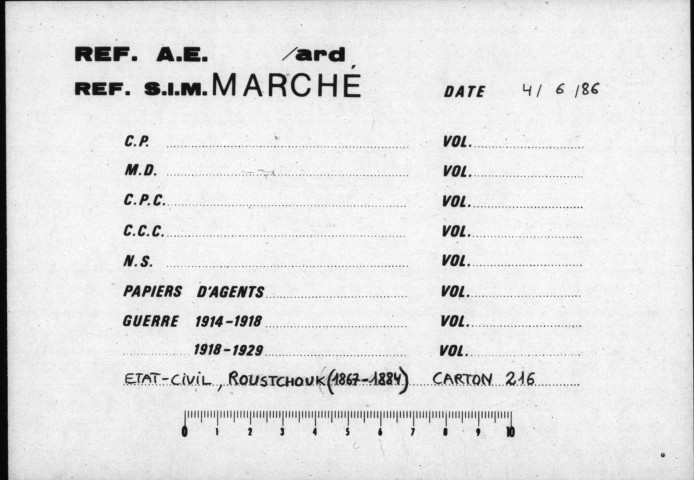 REF. A.E. /ard
REF. S.I.M. MARCHÉ DATE 4/6/86
C.P. VOL.
M.D. VOL.
C.P.C. VOL.
C.C.C. VOL.
N.S. VOL.
PAPIERS D'AGENTS VOL.
GUERRE 1914-1918 VOL.
1918-1929 VOL.
ETAT-CIVIL, ROUSTCHOUK (1867-1884) CARTON 216
0 1 2 3 4 5 6 7 8 9 10